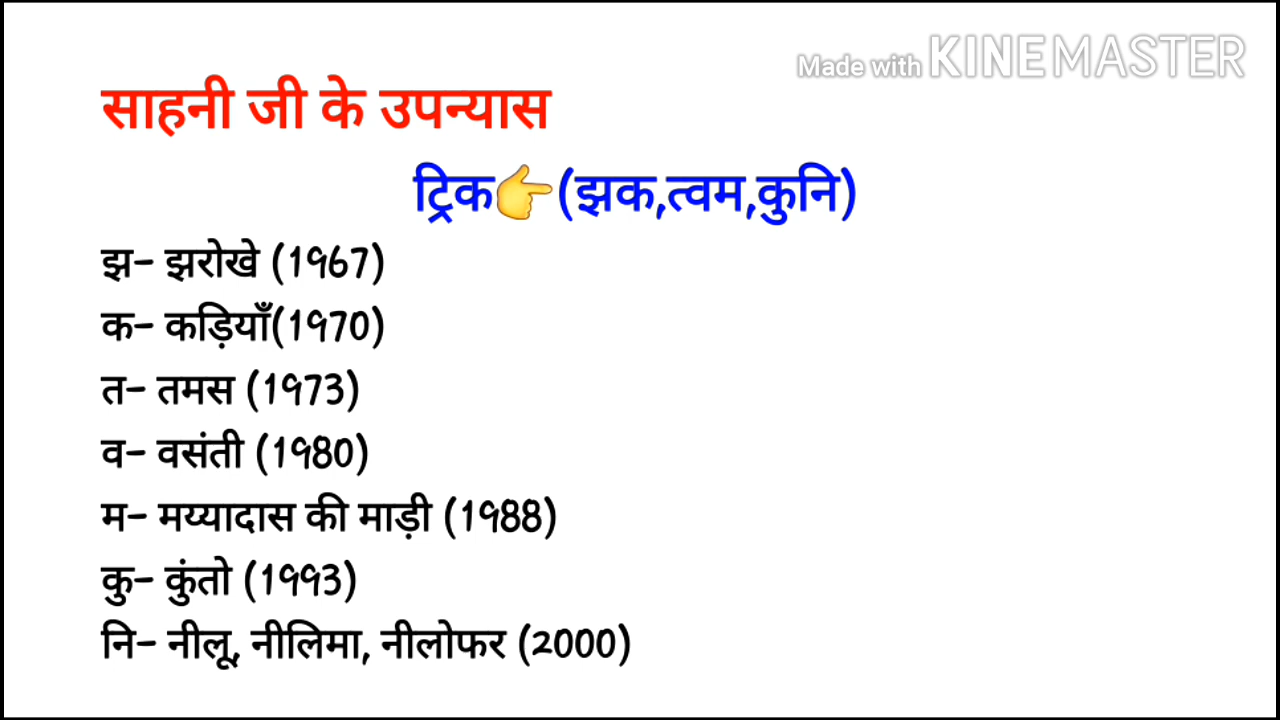 Made with KINEMASTER
साहनी जी के उपन्यास
ट्रिक👉(झक,त्वम,कुनि)
झ- झरोखे (1967)
क- कड़ियाँ(1970)
त- तमस (1973)
व- वसंती (1980)
म- मय्यादास की माड़ी (1988)
कु- कुंतो (1993)
नि- नीलू, नीलिमा, नीलोफर (2000)